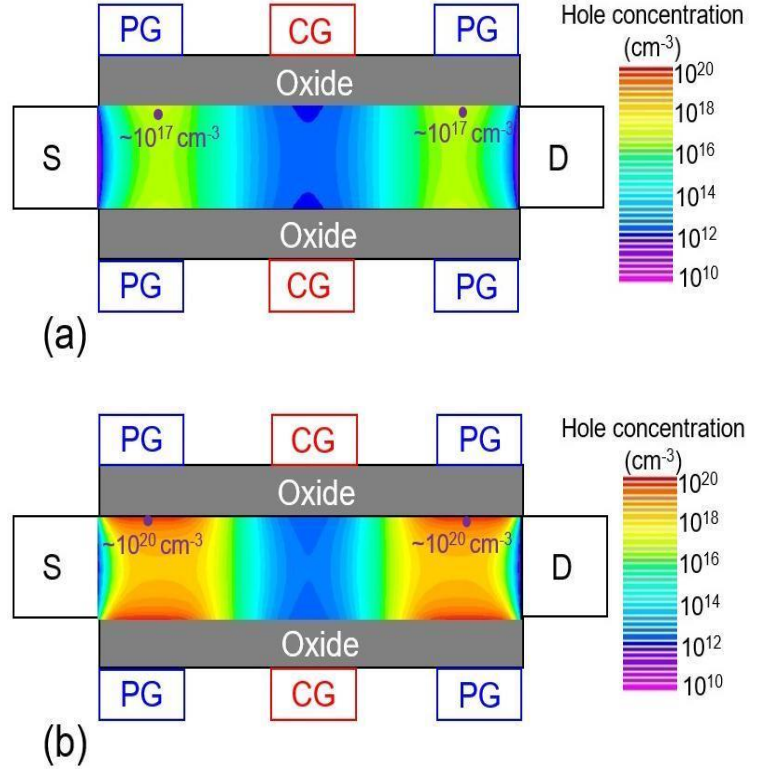 PG CG PG Hole concentration
(cm-3)
Oxide 10²⁰
~10¹⁷ cm⁻³ ~10¹⁷ cm⁻³ 10¹⁸
S D 10¹⁶
10¹⁴
Oxide 10¹²
PG CG PG 10¹⁰
(a)
PG CG PG Hole concentration
(cm-3)
Oxide 10²⁰
~10²⁰ cm⁻³ ~10²⁰ cm⁻³ 10¹⁸
S D 10¹⁶
10¹⁴
Oxide 10¹²
PG CG PG 10¹⁰
(b)